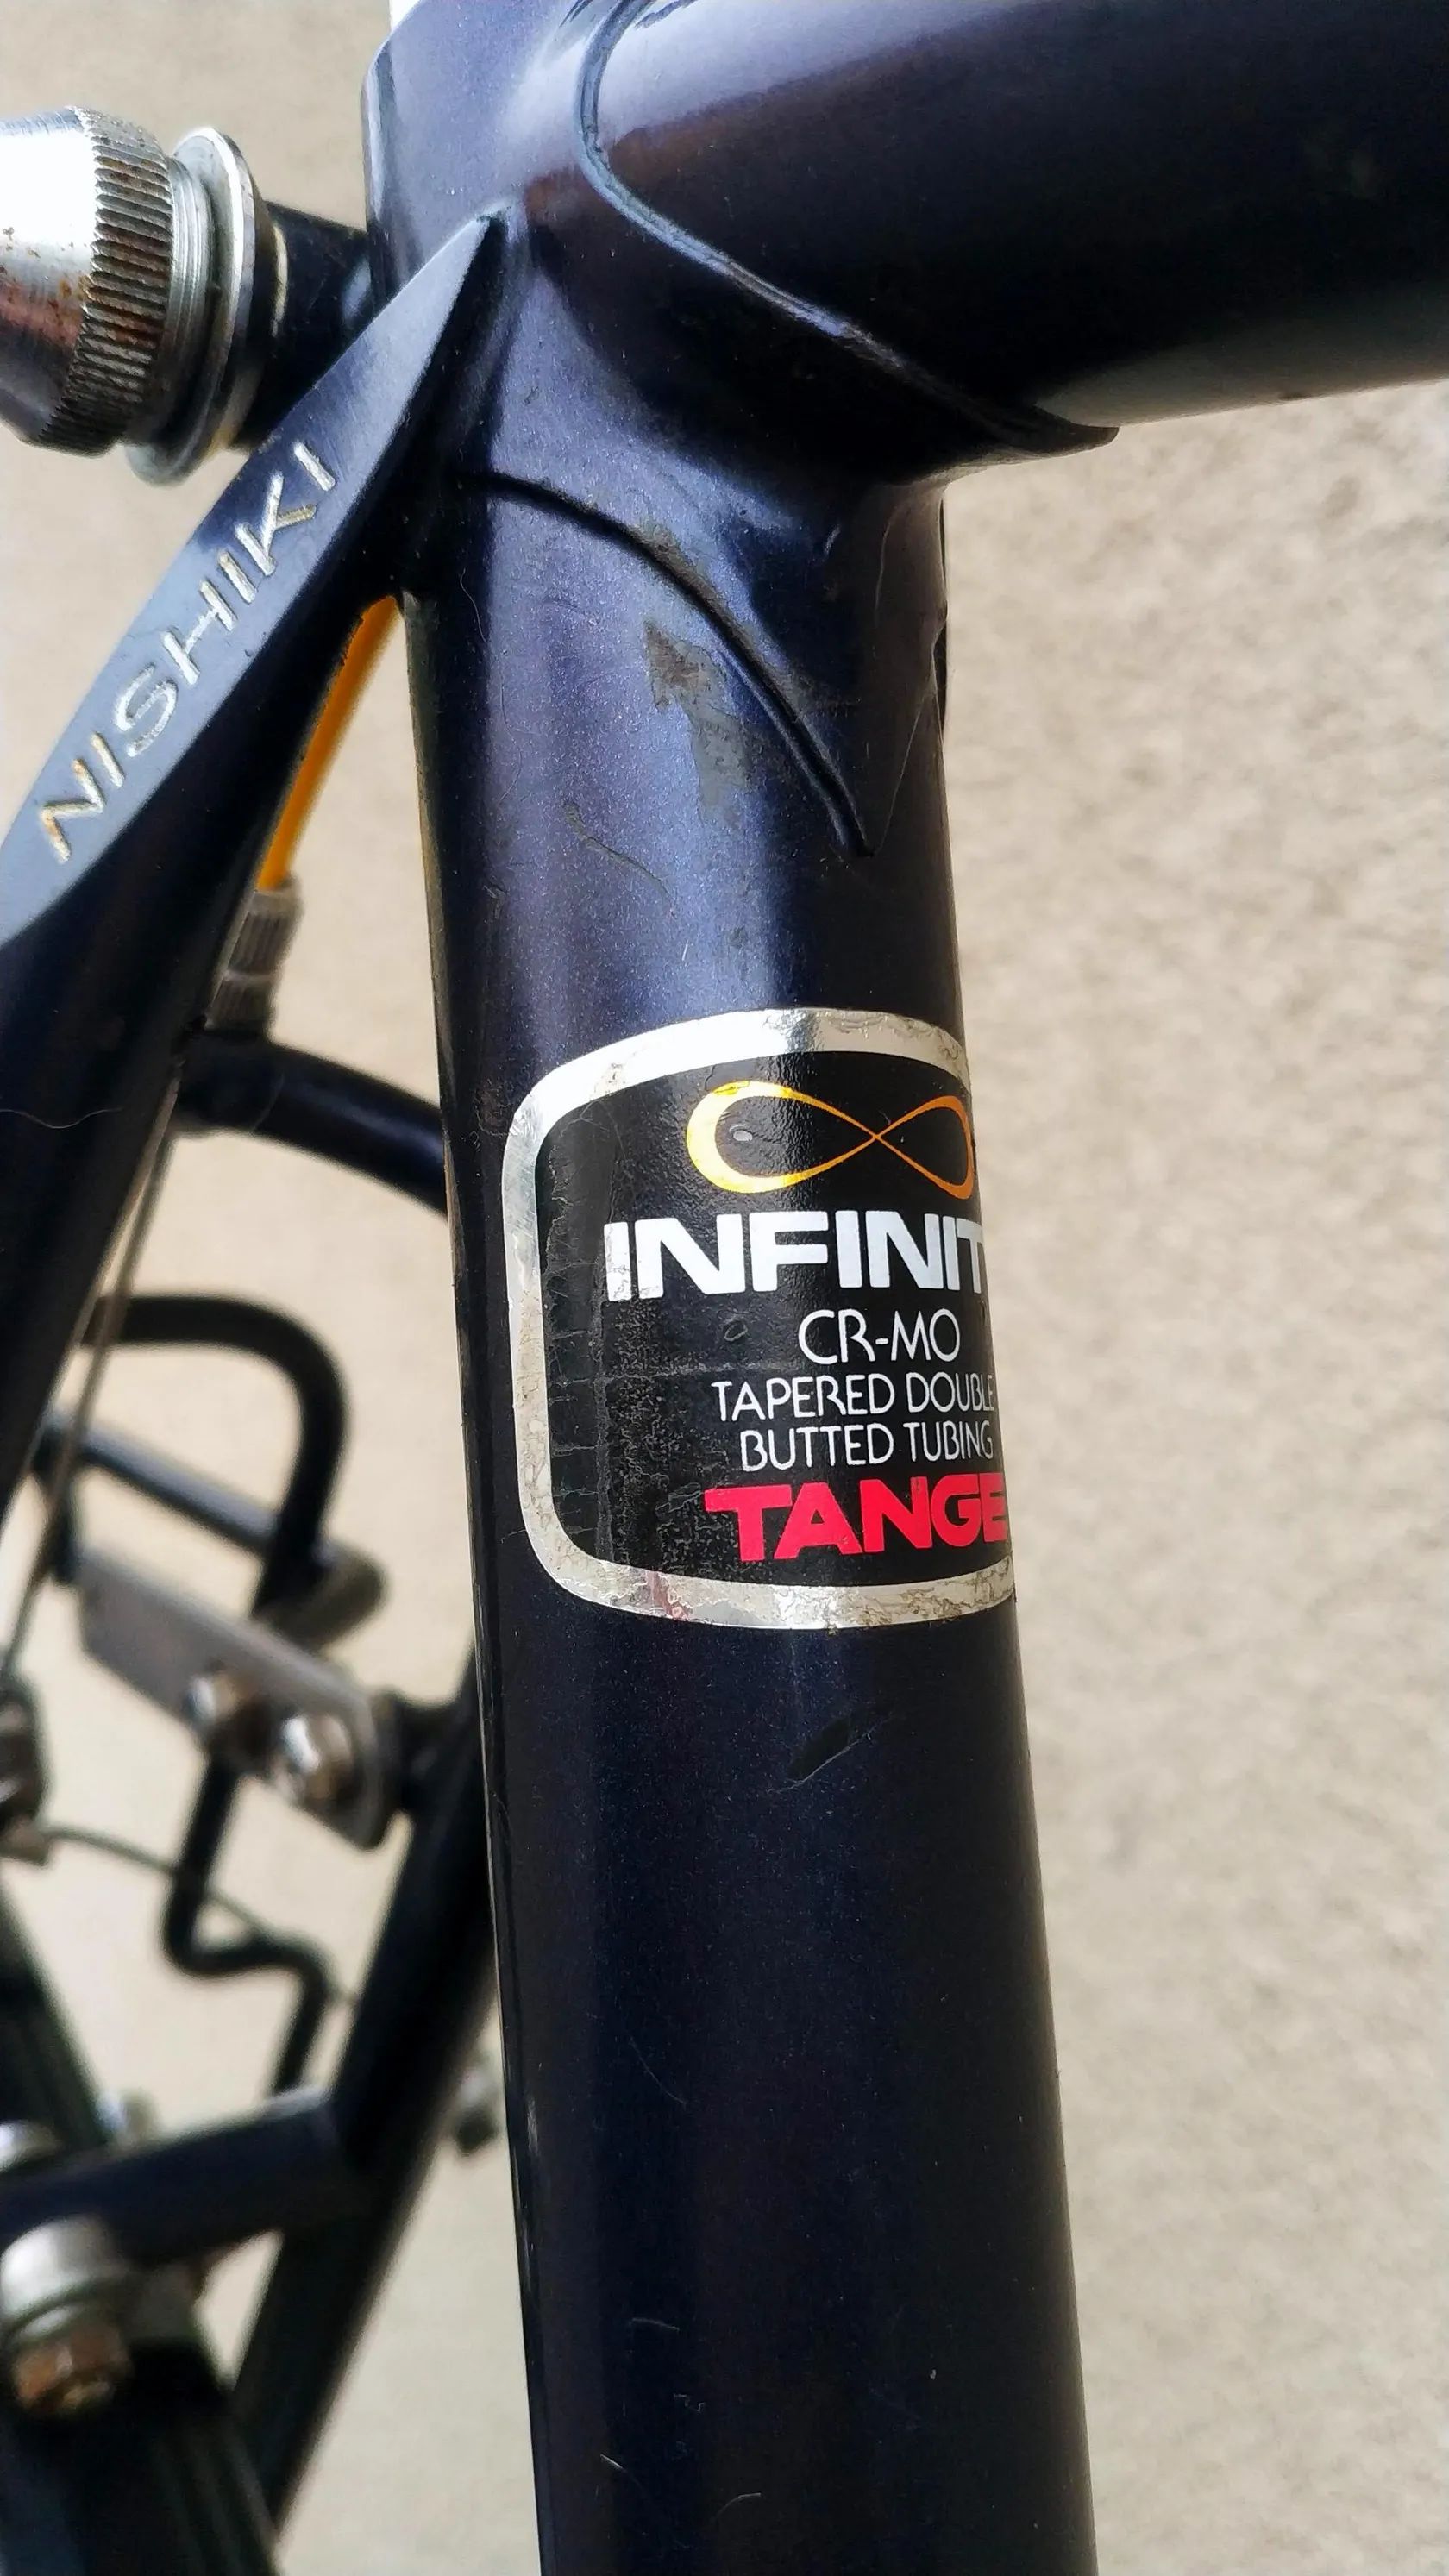 NISHIKI
INFINIT
CR-MO
TAPERED DOUBLE
BUTTED TUBING
TANGE